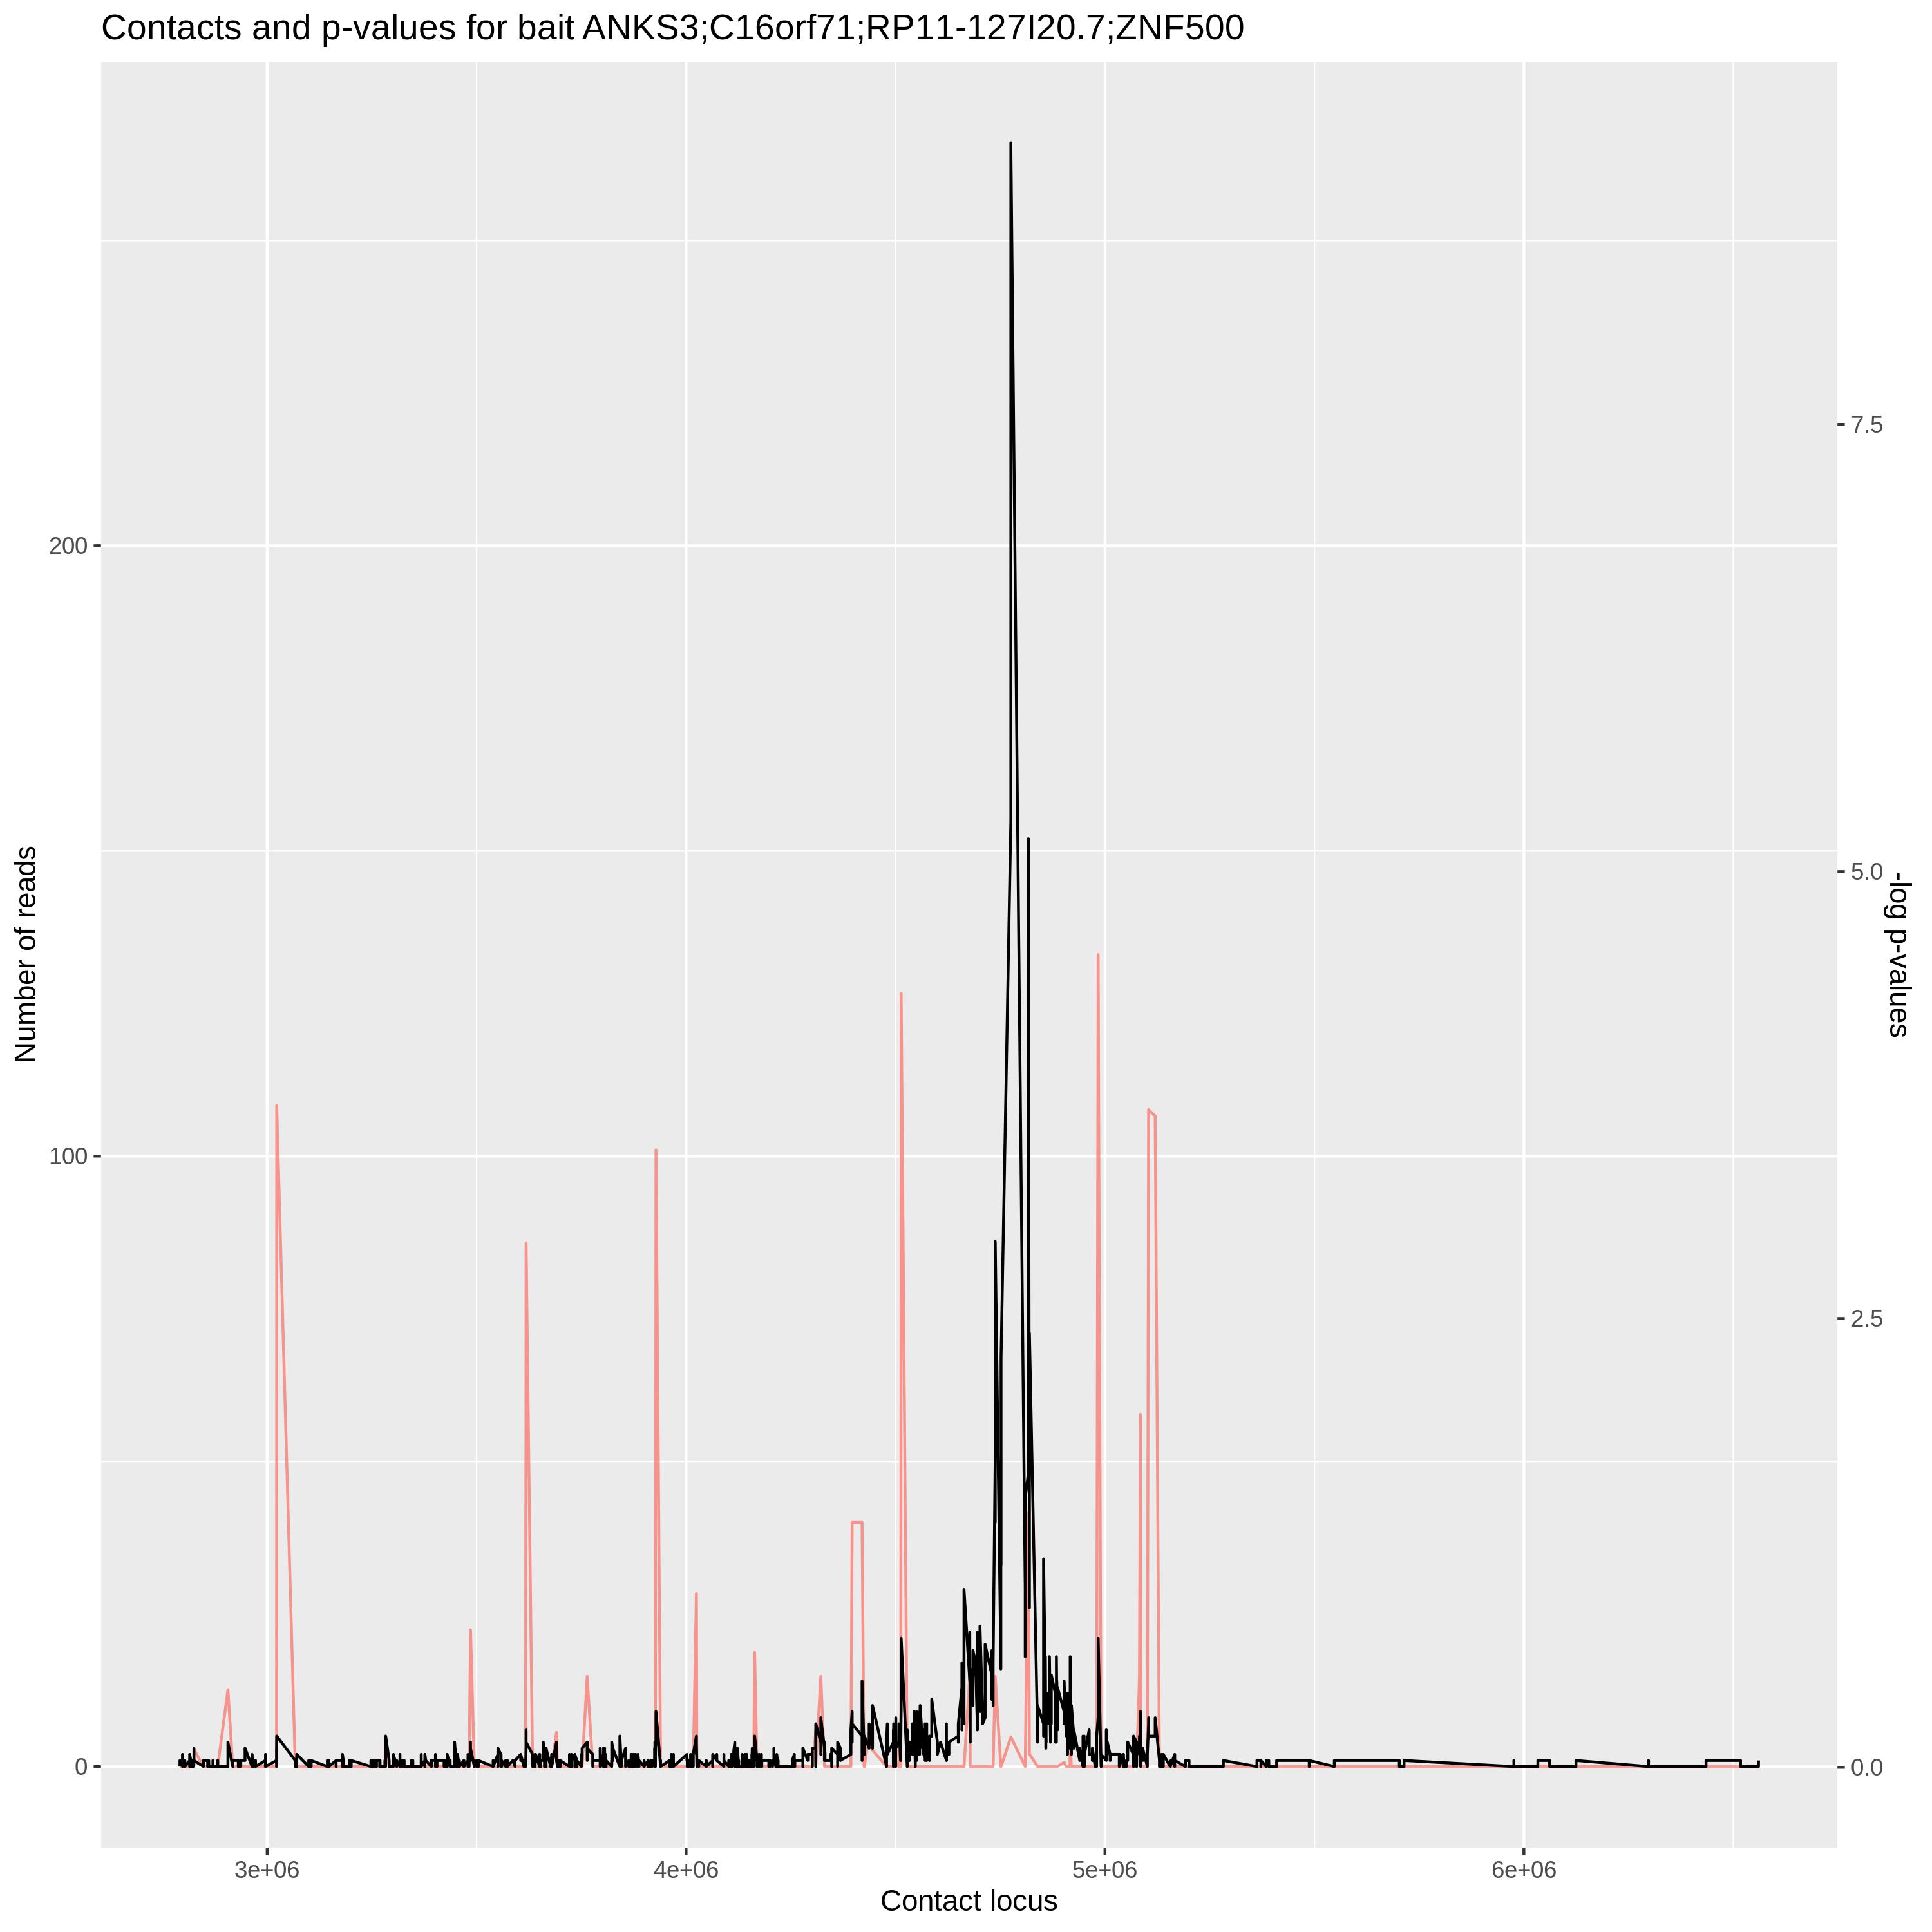 Contacts and p-values for bait ANKS3;C16orf71;RP11-127I20.7;ZNF500
Number of reads
200
100
0
7.5
5.0
2.5
0.0
-log p-values
3e+06 4e+06 5e+06 6e+06
Contact locus